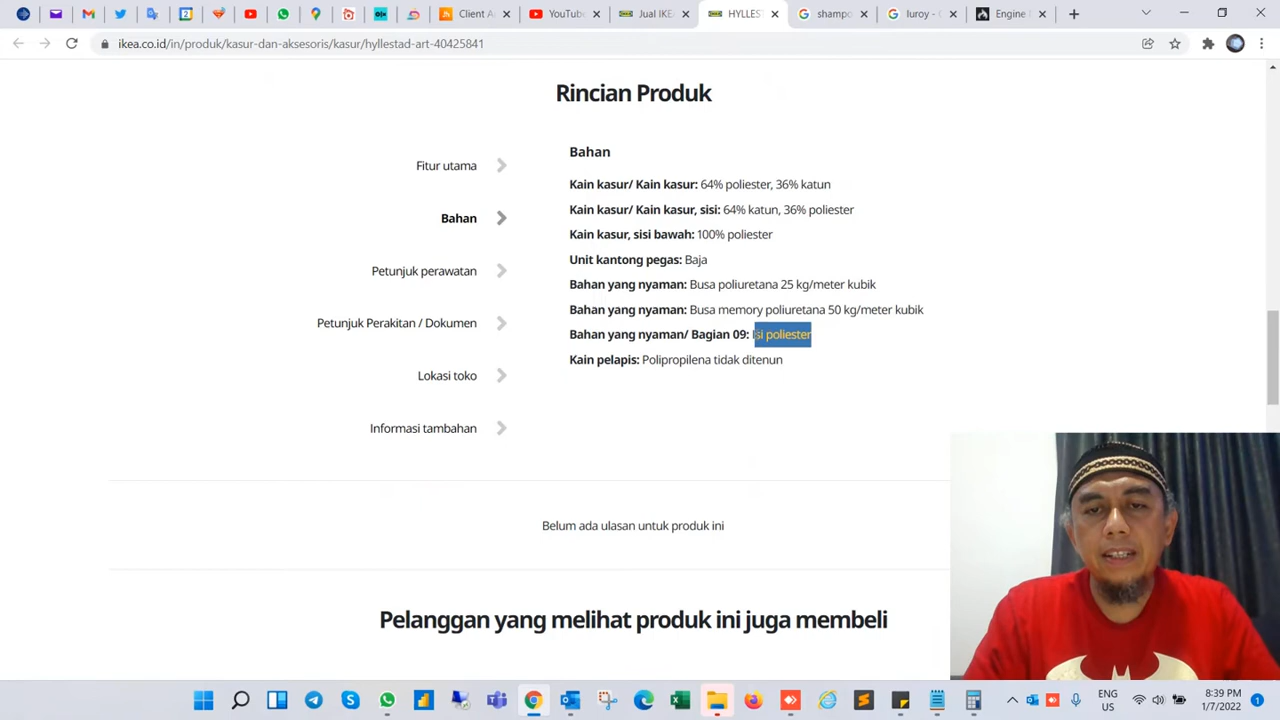 Client A
YouTube
Jual IKEA
HYLLEST
shampo
luroy - G
Engine
ikea.co.id/in/produk/kasur-dan-aksesoris/kasur/hyllestad-art-40425841
Rincian Produk
Fitur utama
Bahan
Petunjuk perawatan
Petunjuk Perakitan / Dokumen
Lokasi toko
Informasi tambahan
Bahan
Kain kasur/ Kain kasur: 64% poliester, 36% katun
Kain kasur/ Kain kasur, sisi: 64% katun, 36% poliester
Kain kasur, sisi bawah: 100% poliester
Unit kantong pegas: Baja
Bahan yang nyaman: Busa poliuretana 25 kg/meter kubik
Bahan yang nyaman: Busa memory poliuretana 50 kg/meter kubik
Bahan yang nyaman/ Bagian 09: Isi poliester
Kain pelapis: Polipropilena tidak ditenun
Belum ada ulasan untuk produk ini
Pelanggan yang melihat produk ini juga membeli
ENG
US
8:39 PM
1/7/2022